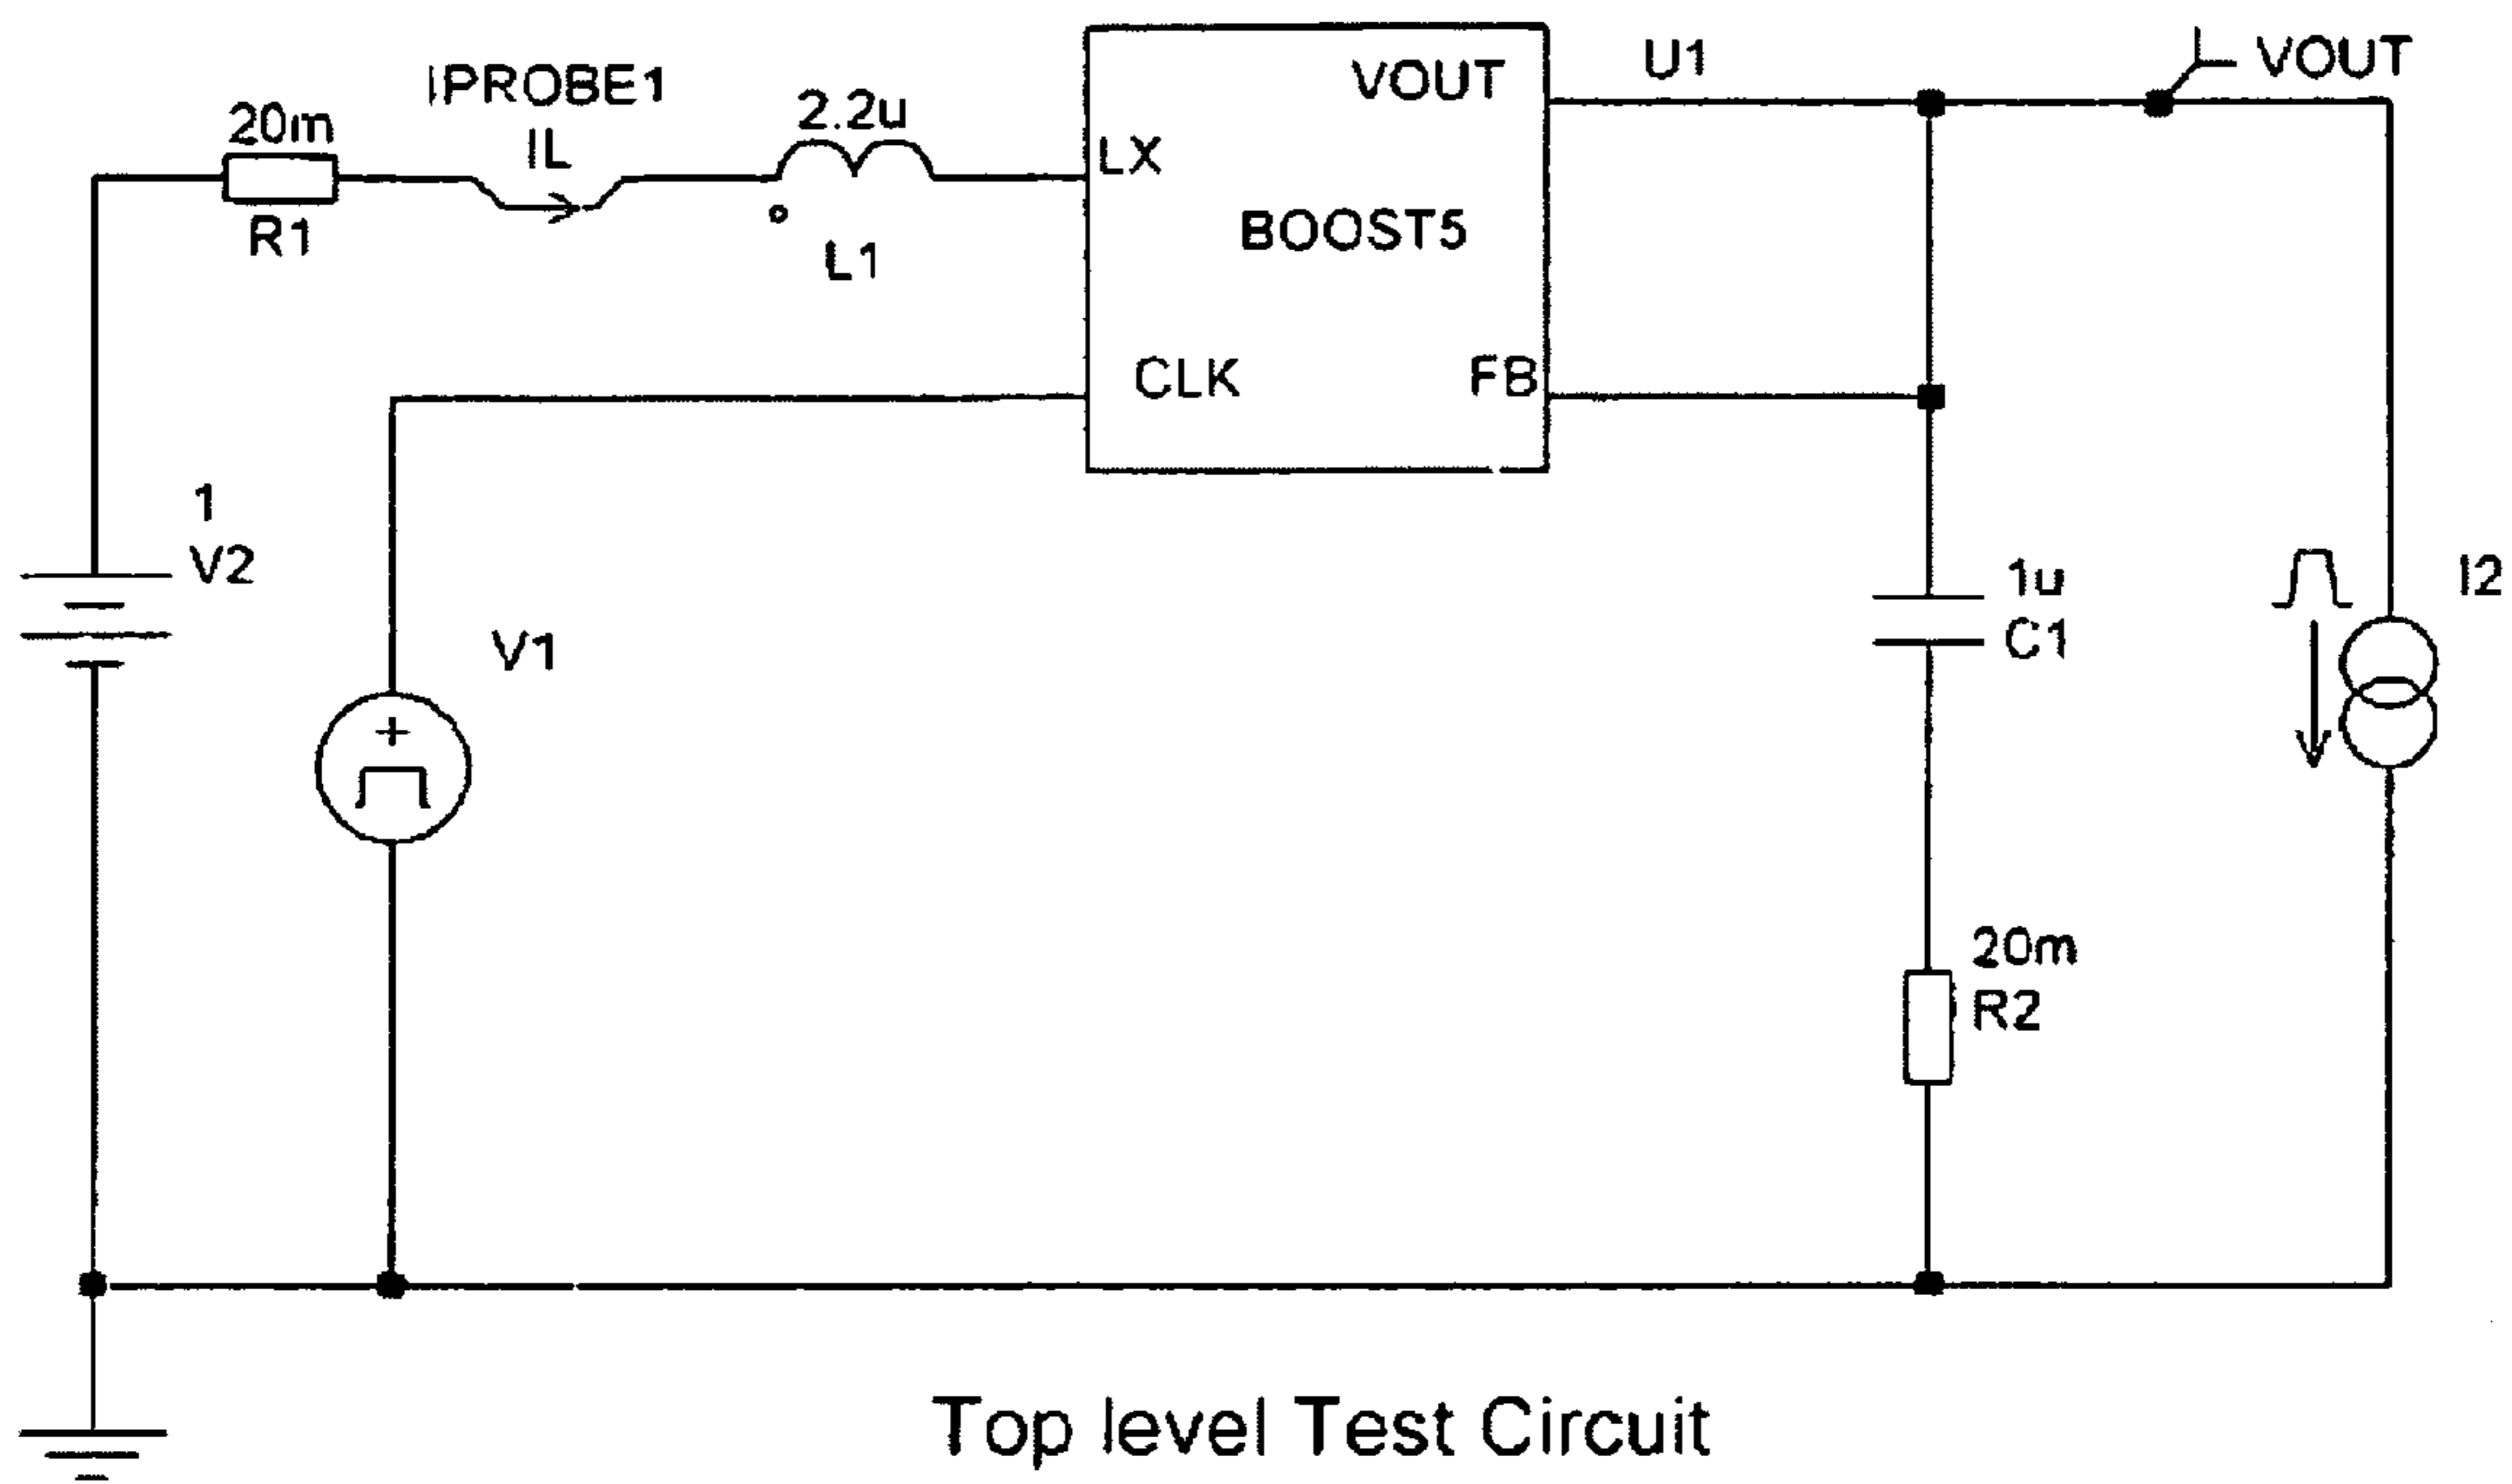 IPROBE1
IL
20m
R1
2.2u
L1
VOUT
LX
BOOST5
CLK
FB
U1
VOUT
1
V2
V1
1u
C1
I2
20m
R2
Top level Test Circuit